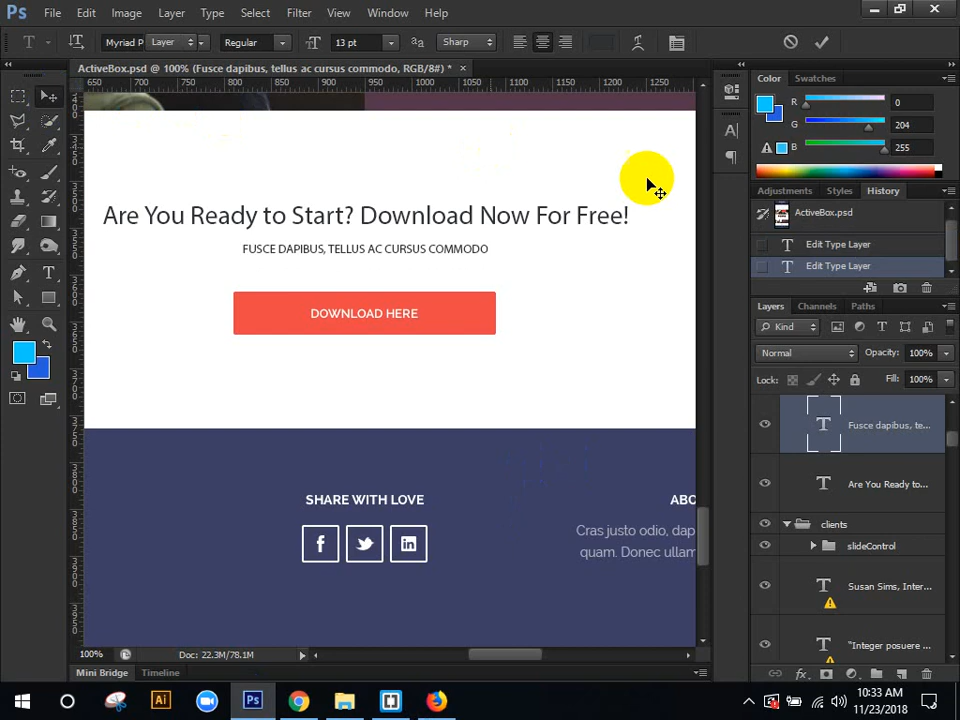 Ps File Edit Image Layer Type Select Filter View Window Help
T Myriad P Layer Regular 13 pt Sharp
ActiveBox.psd @ 100% (Fusce dapibus, tellus ac cursus commodo, RGB/8#) *
650 700 750 800 850 900 950 1000 1050 1100 1150 1200 1250
Color Swatches
R 0
G 204
B 255
Adjustments Styles History
ActiveBox.psd
Edit Type Layer
Edit Type Layer
Layers Channels Paths
Kind
Normal Opacity: 100%
Lock: Fill: 100%
Fusce dapibus, te...
Are You Ready to...
clients
slideControl
Susan Sims, Inter...
"Integer posuere ...
Are You Ready to Start? Download Now For Free!
FUSCE DAPIBUS, TELLUS AC CURSUS COMMODO
DOWNLOAD HERE
SHARE WITH LOVE
ABO
Cras justo odio, dap
quam. Donec ullam
100% Doc: 22.3M/78.1M
Mini Bridge Timeline
Ai Ps
10:33 AM
11/23/2018